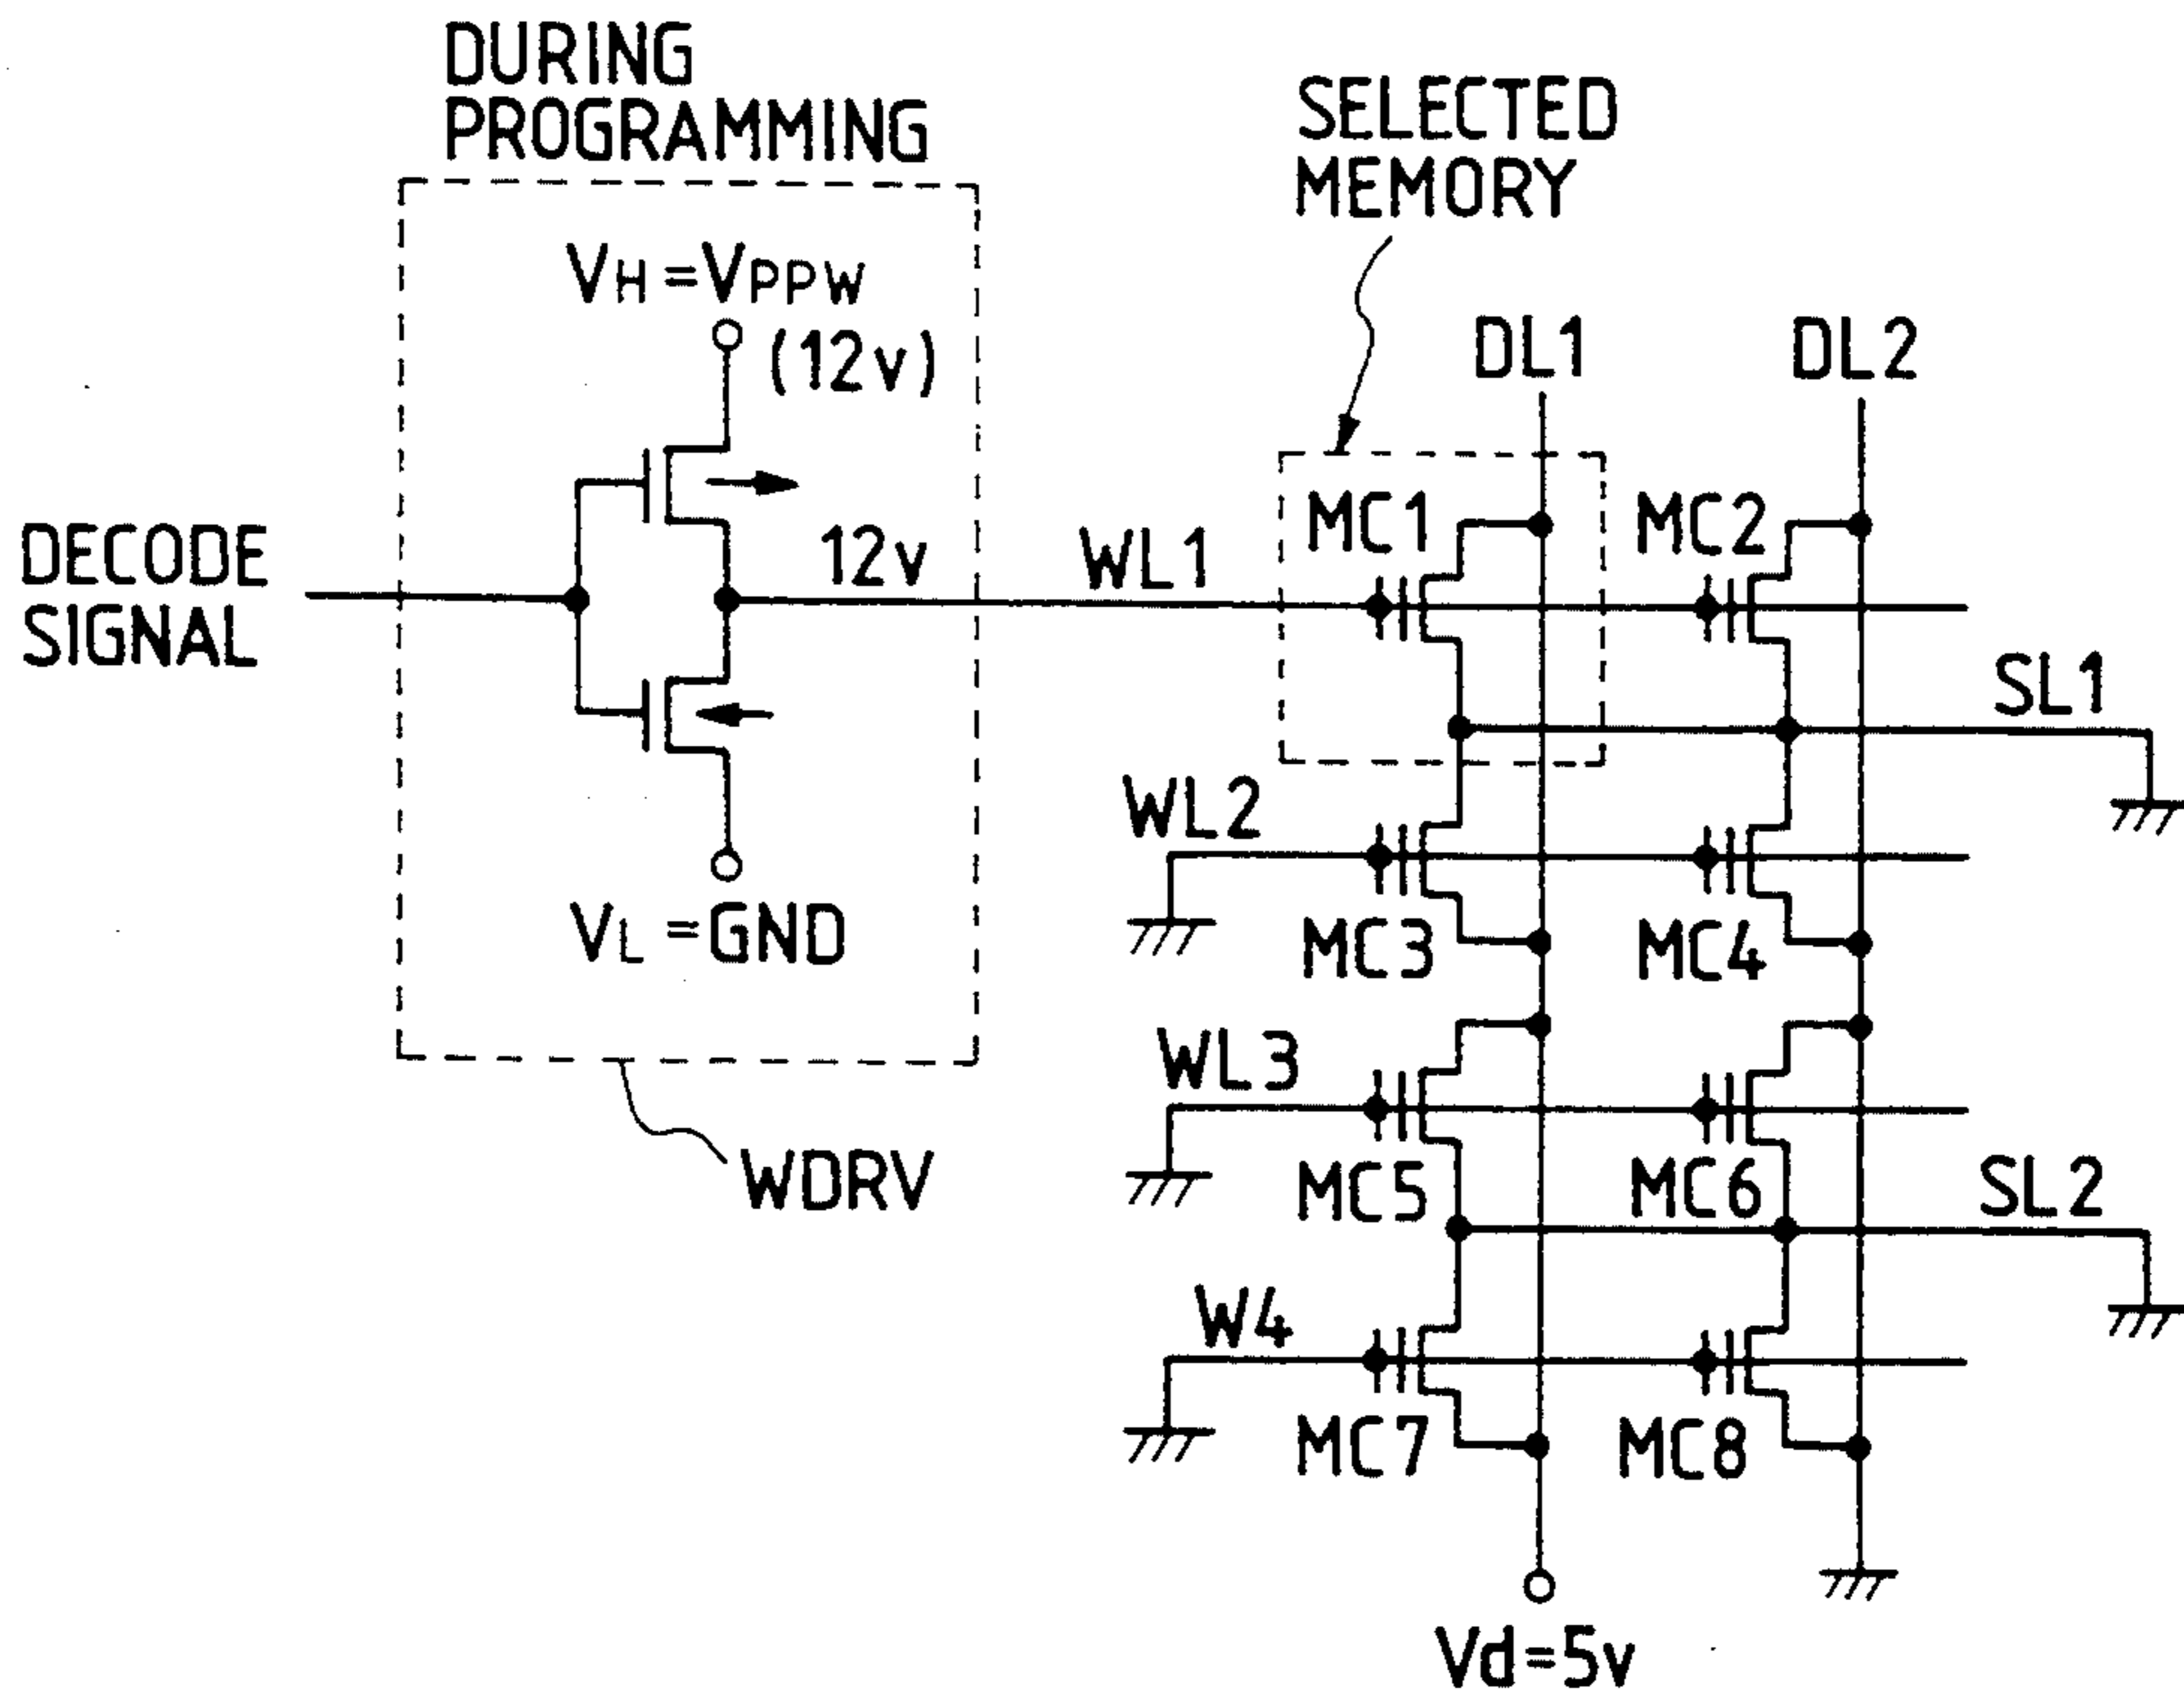 DURING
PROGRAMMING
SELECTED
MEMORY
VH=VPPW
(12v)
DL1
DL2
DECODE
SIGNAL
12v
WL1
MC1
MC2
SL1
WL2
VL=GND
MC3
MC4
WL3
WDRV
MC5
MC6
SL2
W4
MC7
MC8
Vd=5v